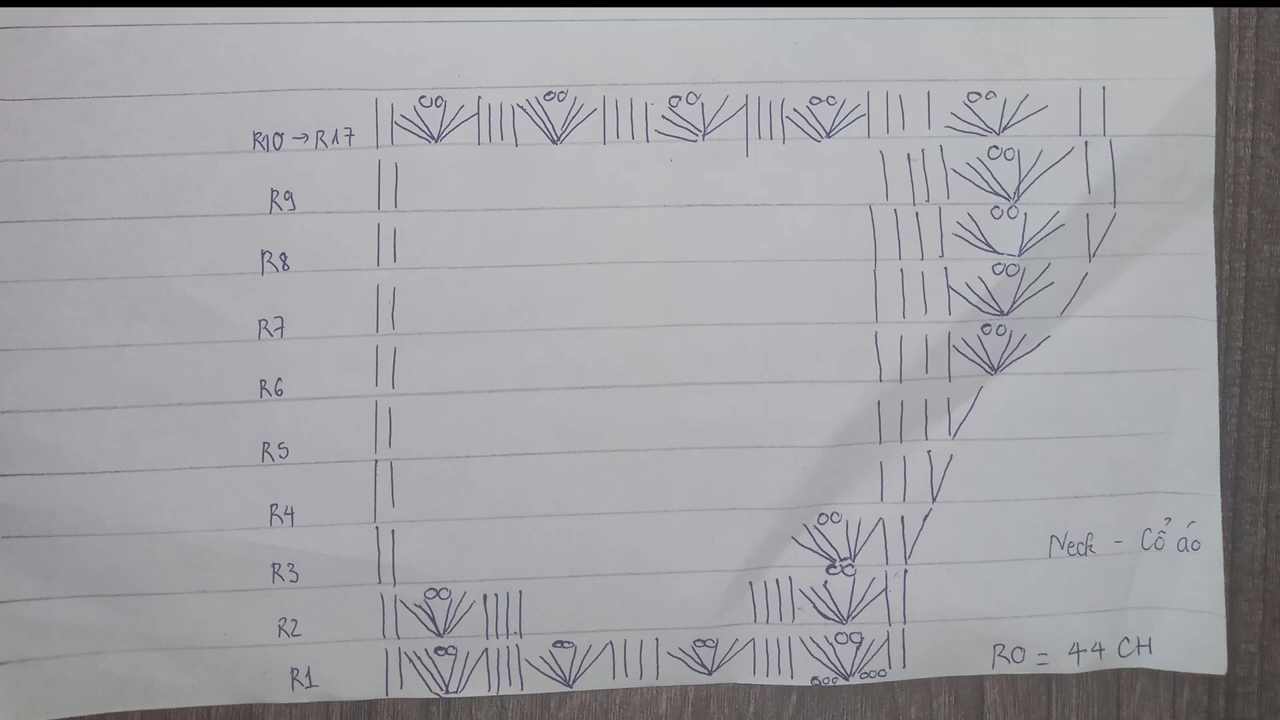 R10 → R17
R9
R8
R7
R6
R5
R4
R3
Neck - Cổ áo
R2
R1
R0 = 44 CH